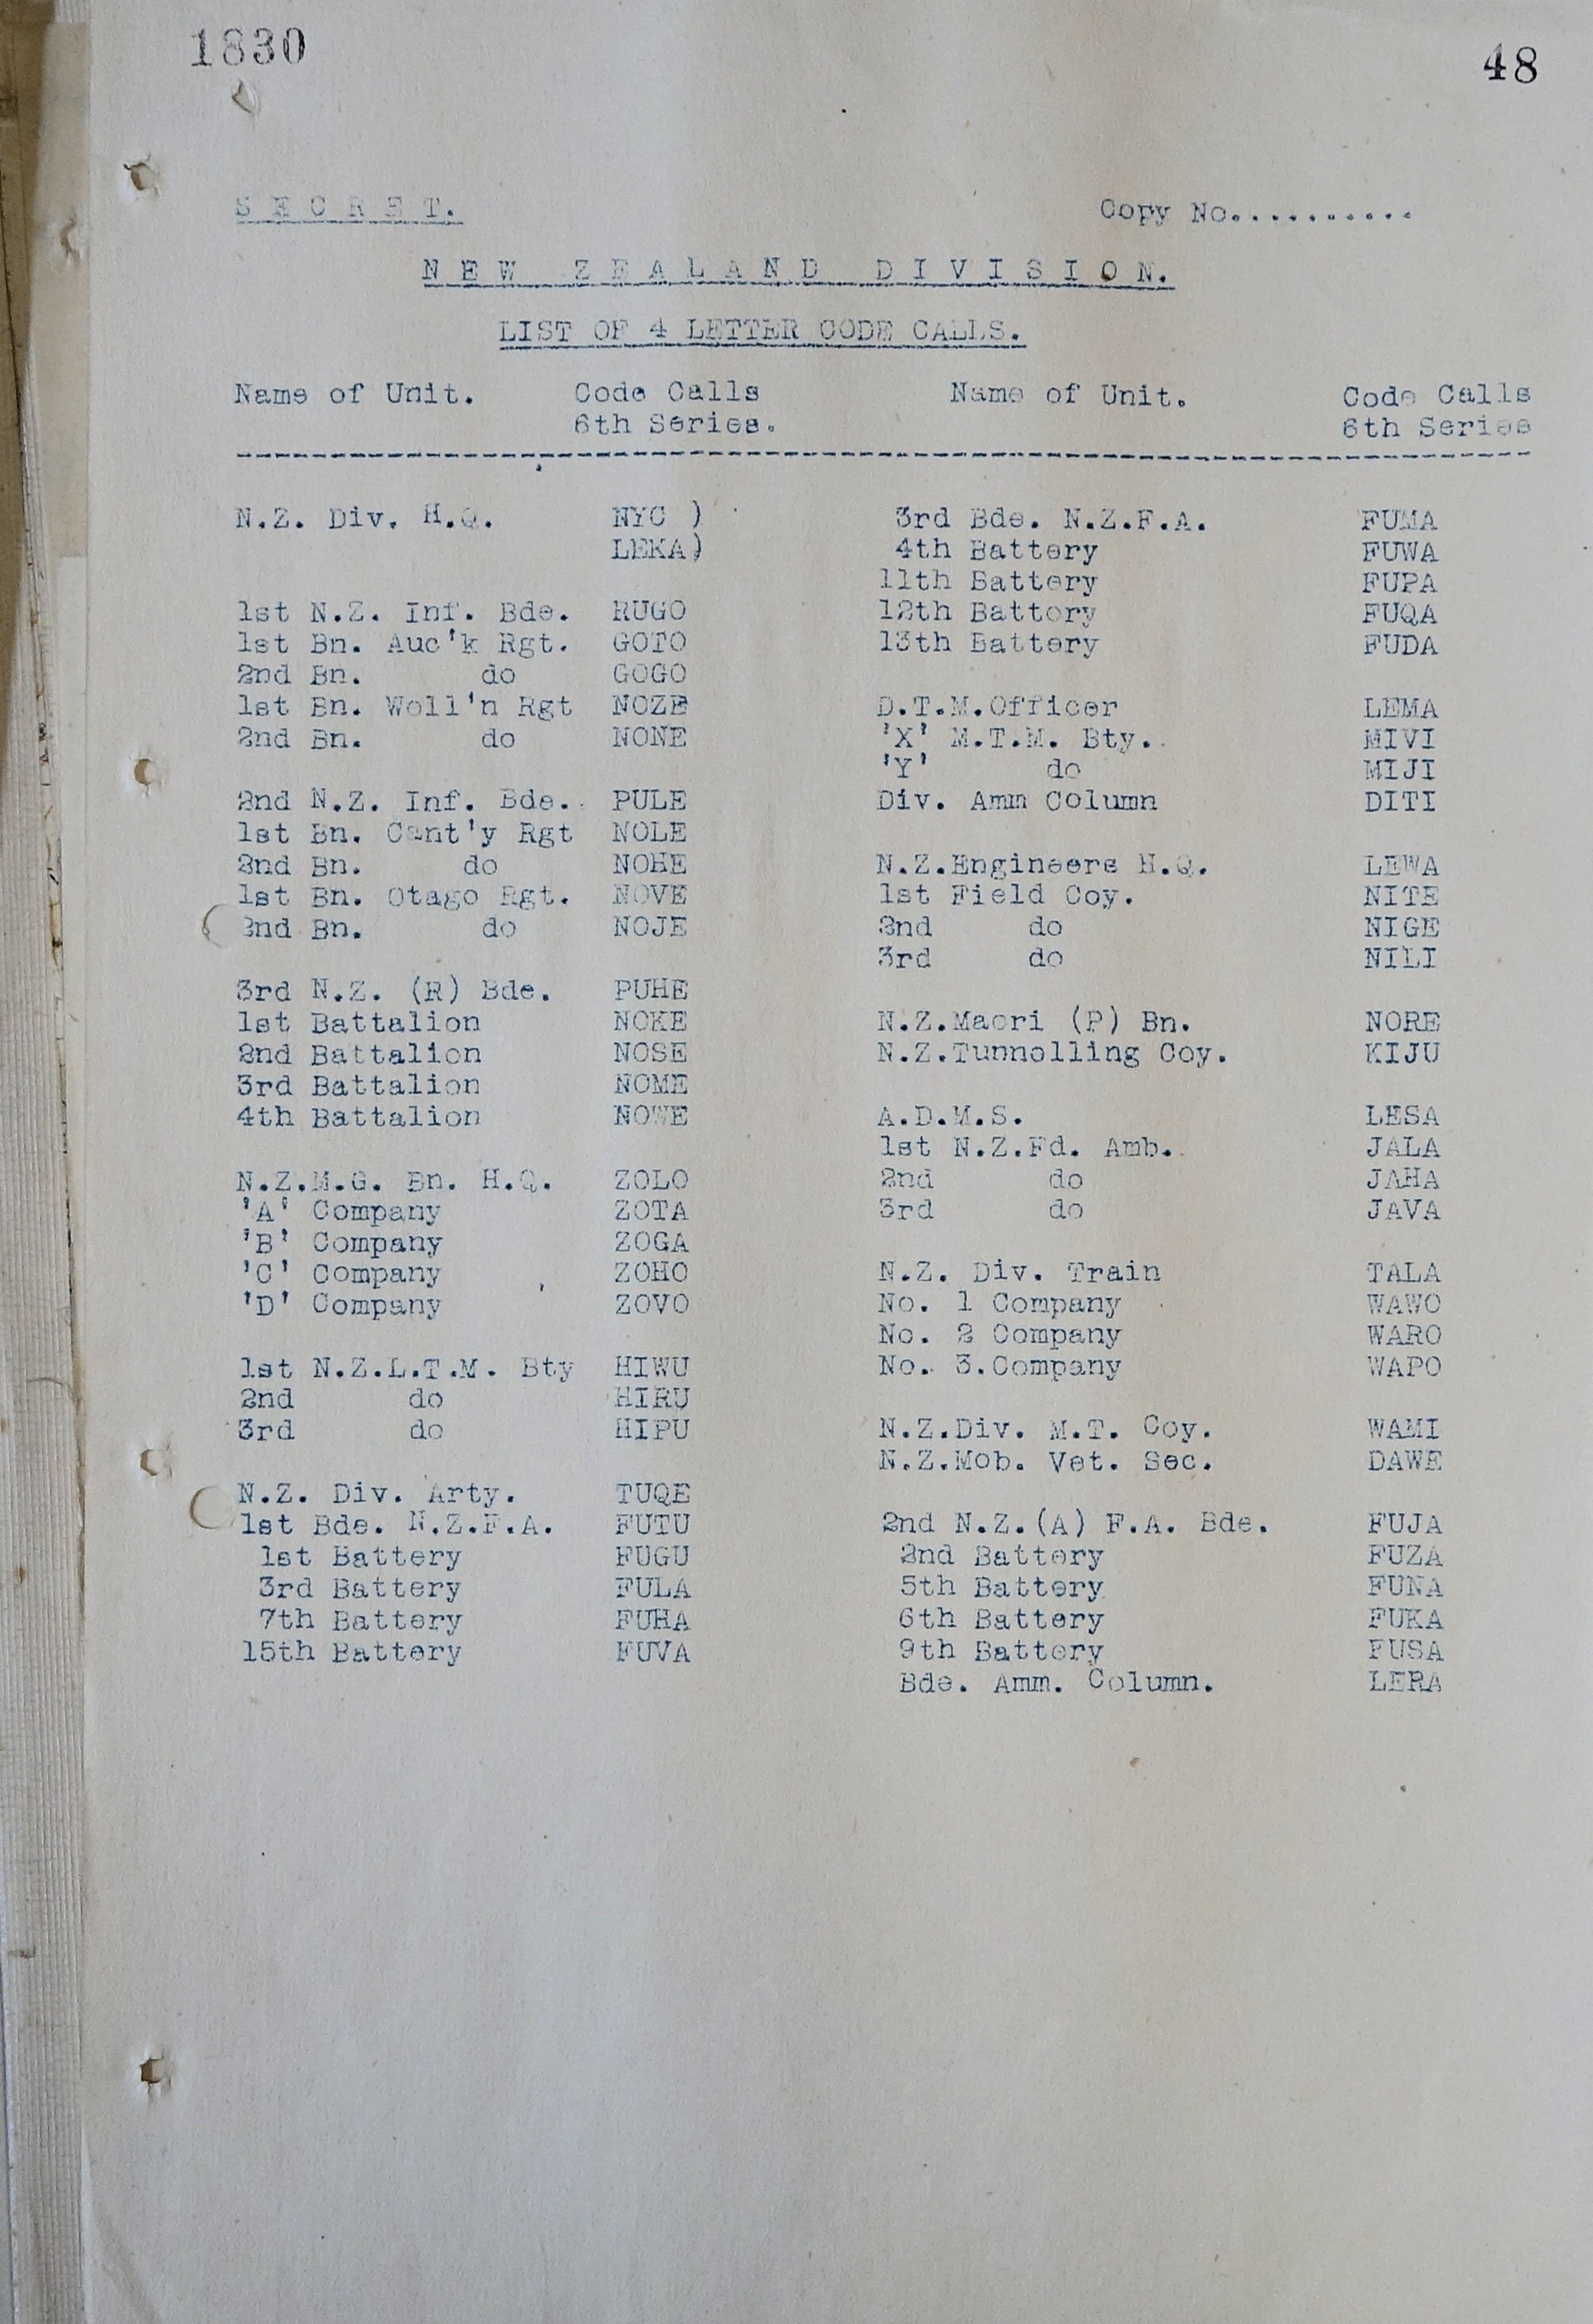 1830
48
S E C R E T.
Copy No...........
N E W Z E A L A N D D I V I S I O N.
LIST OF 4 LETTER CODE CALLS.
Name of Unit. Code Calls
6th Series.
N.Z. Div. H.Q. NYC )
LEKA)
1st N.Z. Inf. Bde. RUGO
1st Bn. Auc'k Rgt. GOTO
2nd Bn. do GOGO
1st Bn. Well'n Rgt NOZE
2nd Bn. do NONE
2nd N.Z. Inf. Bde. PULE
1st Bn. Cant'y Rgt NOLE
2nd Bn. do NOHE
1st Bn. Otago Rgt. NOVE
2nd Bn. do NOJE
3rd N.Z. (R) Bde. PUHE
1st Battalion NOKE
2nd Battalion NOSE
3rd Battalion NOME
4th Battalion NOWE
N.Z.M.G. Bn. H.Q. ZOLO
'A' Company ZOTA
'B' Company ZOGA
'C' Company ZOHO
'D' Company ZOVO
1st N.Z.L.T.M. Bty HIWU
2nd do HIRU
3rd do HIPU
N.Z. Div. Arty. TUQE
1st Bde. N.Z.F.A. FUTU
1st Battery FUGU
3rd Battery FULA
7th Battery FUHA
15th Battery FUVA
Name of Unit. Code Calls
6th Series
3rd Bde. N.Z.F.A. FUMA
4th Battery FUWA
11th Battery FUPA
12th Battery FUQA
13th Battery FUDA
D.T.M.Officer LEMA
'X' M.T.M. Bty. MIVI
'Y' do MIJI
Div. Amm Column DITI
N.Z.Engineers H.Q. LEWA
1st Field Coy. NITE
2nd do NIGE
3rd do NILI
N.Z.Maori (P) Bn. NORE
N.Z.Tunnelling Coy. KIJU
A.D.M.S. LESA
1st N.Z.Fd. Amb. JALA
2nd do JAHA
3rd do JAVA
N.Z. Div. Train TALA
No. 1 Company WAWO
No. 2 Company WARO
No. 3.Company WAPO
N.Z.Div. M.T. Coy. WAMI
N.Z.Mob. Vet. Sec. DAWE
2nd N.Z.(A) F.A. Bde. FUJA
2nd Battery FUZA
5th Battery FUNA
6th Battery FUKA
9th Battery FUSA
Bde. Amm. Column. LERA